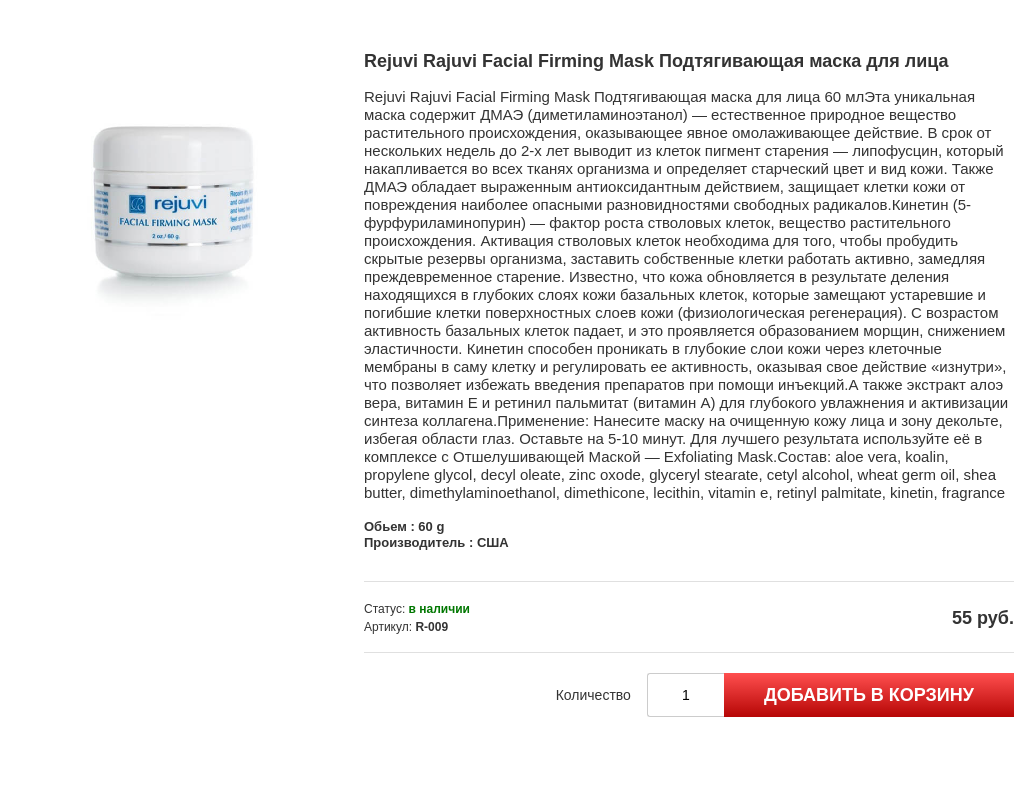 Rejuvi Rajuvi Facial Firming Mask Подтягивающая маска для лица
Rejuvi Rajuvi Facial Firming Mask Подтягивающая маска для лица 60 млЭта уникальная
маска содержит ДМАЭ (диметиламиноэтанол) — естественное природное вещество
растительного происхождения, оказывающее явное омолаживающее действие. В срок от
нескольких недель до 2-х лет выводит из клеток пигмент старения — липофусцин, который
накапливается во всех тканях организма и определяет старческий цвет и вид кожи. Также
ДМАЭ обладает выраженным антиоксидантным действием, защищает клетки кожи от
повреждения наиболее опасными разновидностями свободных радикалов.Кинетин (5-
фурфуриламинопурин) — фактор роста стволовых клеток, вещество растительного
происхождения. Активация стволовых клеток необходима для того, чтобы пробудить
скрытые резервы организма, заставить собственные клетки работать активно, замедляя
преждевременное старение. Известно, что кожа обновляется в результате деления
находящихся в глубоких слоях кожи базальных клеток, которые замещают устаревшие и
погибшие клетки поверхностных слоев кожи (физиологическая регенерация). С возрастом
активность базальных клеток падает, и это проявляется образованием морщин, снижением
эластичности. Кинетин способен проникать в глубокие слои кожи через клеточные
мембраны в саму клетку и регулировать ее активность, оказывая свое действие «изнутри»,
что позволяет избежать введения препаратов при помощи инъекций.А также экстракт алоэ
вера, витамин Е и ретинил пальмитат (витамин А) для глубокого увлажнения и активизации
синтеза коллагена.Применение: Нанесите маску на очищенную кожу лица и зону декольте,
избегая области глаз. Оставьте на 5-10 минут. Для лучшего результата используйте её в
комплексе с Отшелушивающей Маской — Exfoliating Mask.Состав: aloe vera, koalin,
propylene glycol, decyl oleate, zinc oxode, glyceryl stearate, cetyl alcohol, wheat germ oil, shea
butter, dimethylaminoethanol, dimethicone, lecithin, vitamin e, retinyl palmitate, kinetin, fragrance
Обьем : 60 g
Производитель : США
Статус: в наличии
Артикул: R-009
55 руб.
Количество
1
ДОБАВИТЬ В КОРЗИНУ
rejuvi
FACIAL FIRMING MASK
2 oz / 60 g.